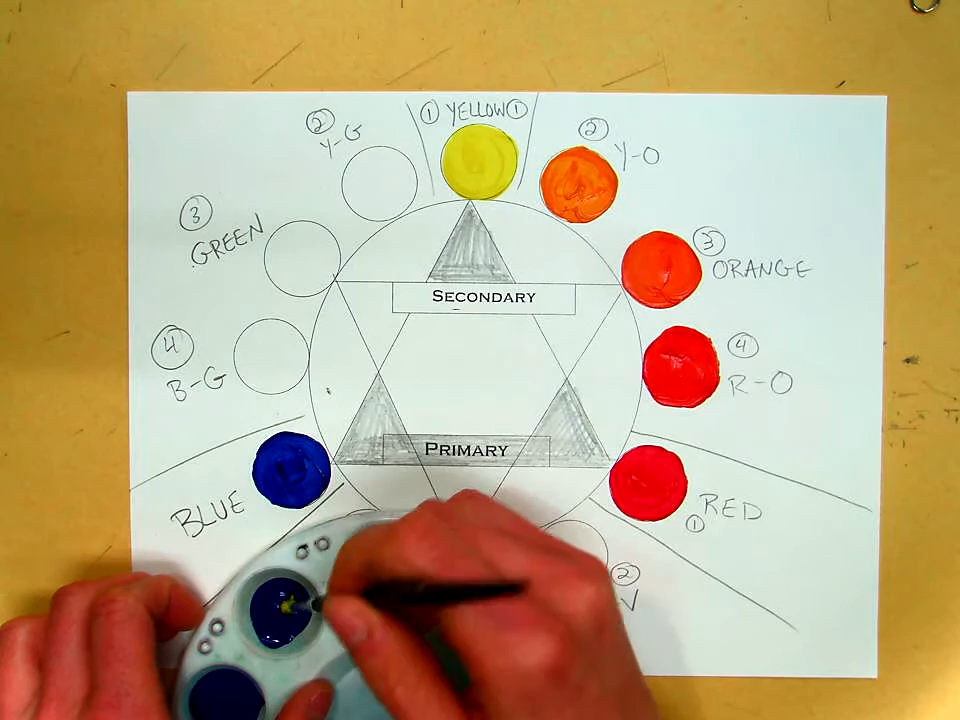 ① YELLOW ①
②
Y-G
②
Y-O
③
GREEN
③
ORANGE
SECONDARY
④
B-G
④
R-O
PRIMARY
BLUE
RED
①
②